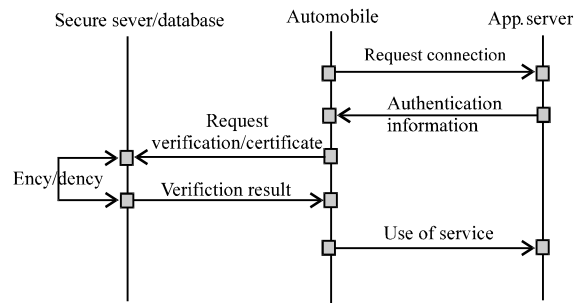 Secure sever/database
Automobile
App.server
Request connection
Authentication
information
Request
verification/certificate
Ency/dency
Verifiction result
Use of service